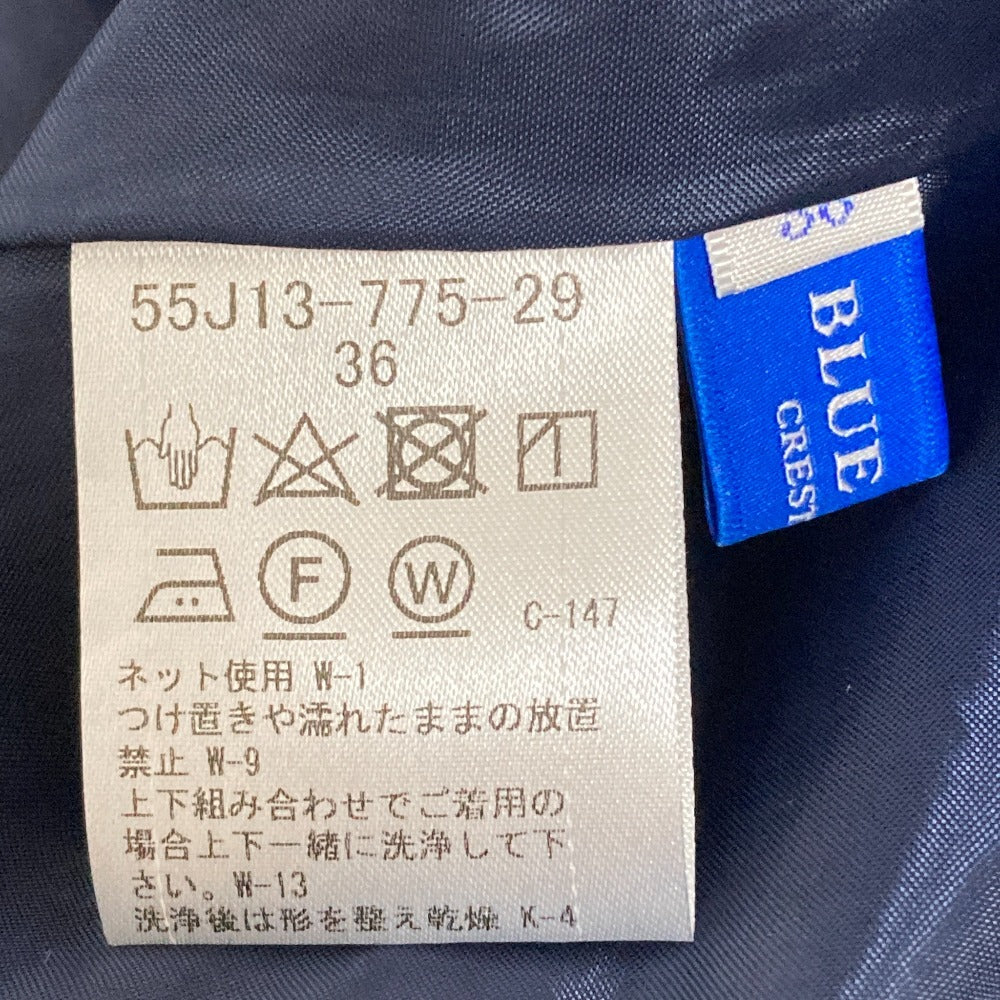 55J13-775-29
36
F W C-147
ネット使用 W-1
つけ置きや濡れたままの放置
禁止 W-9
上下組み合わせでご着用の
場合上下一緒に洗浄して下
さい。W-13
洗浄後は形を整え乾燥 K-4
BLUE
CREST